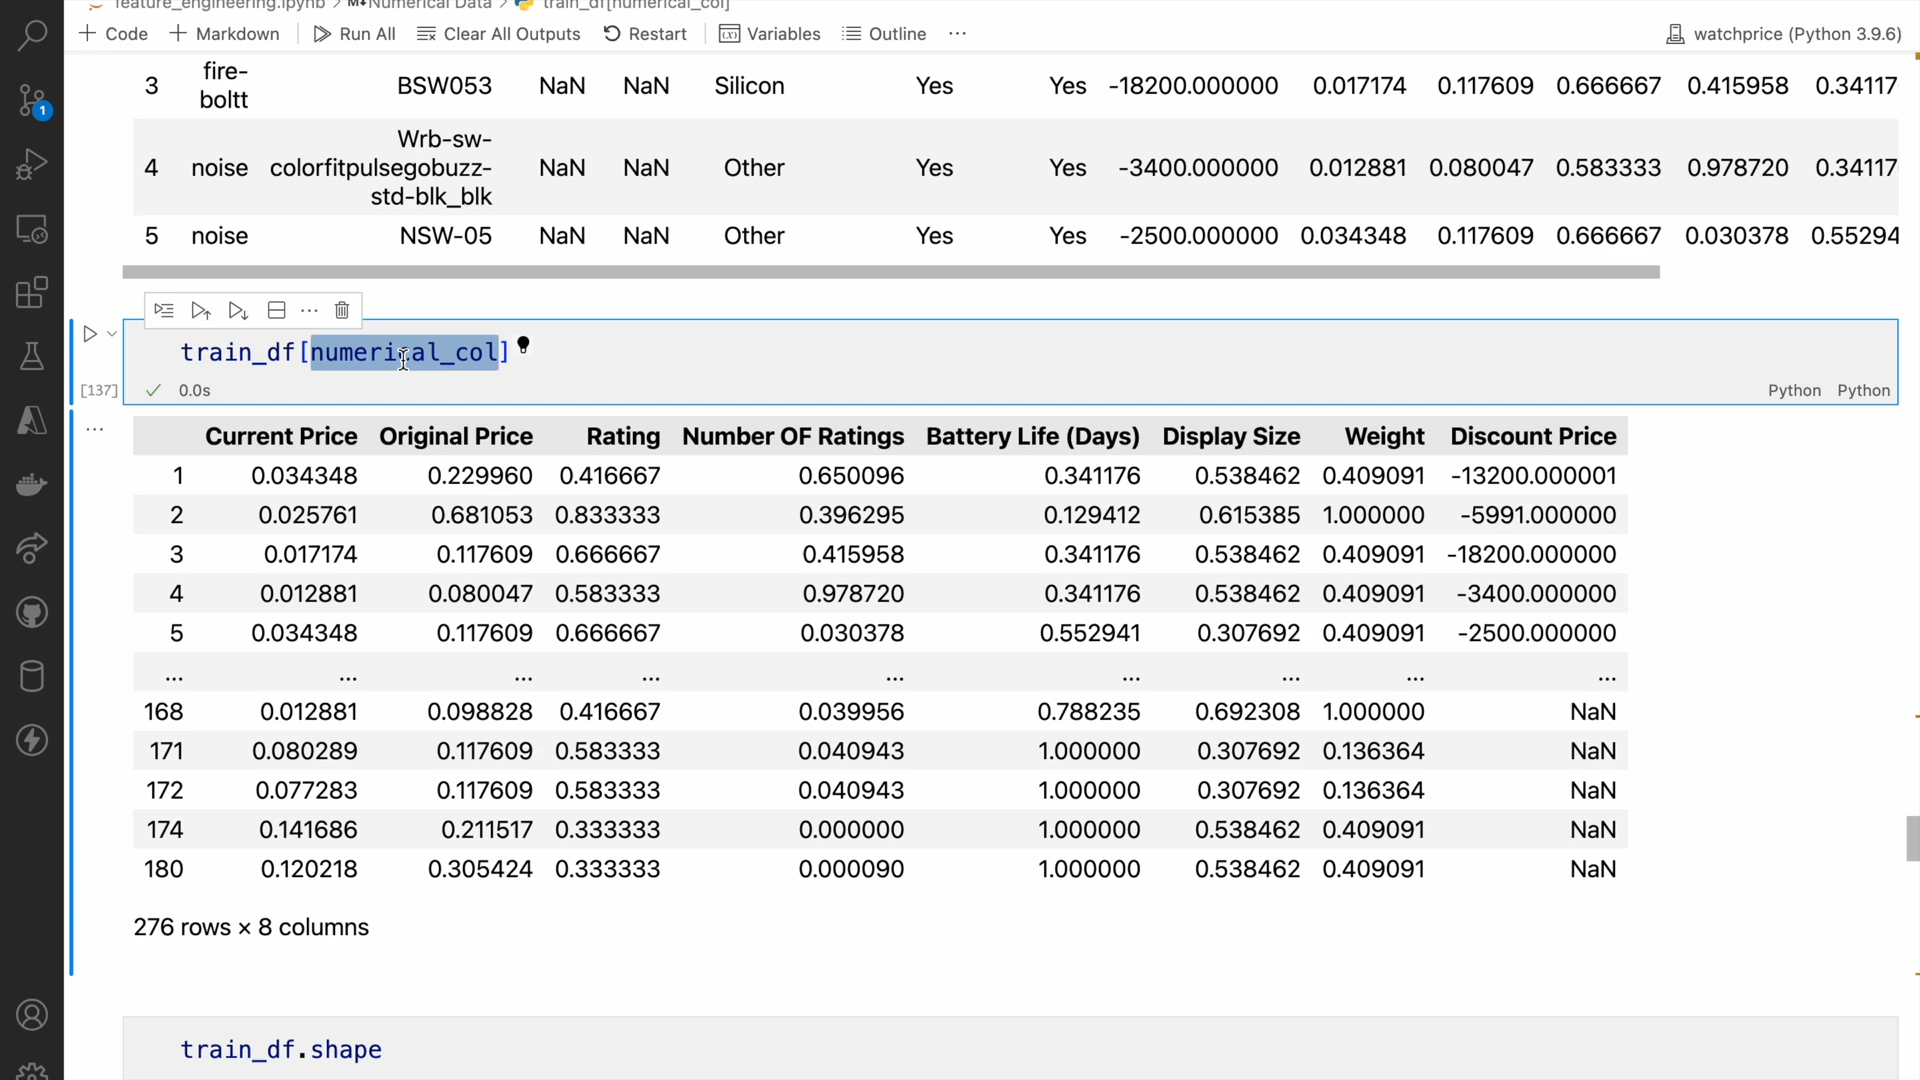 feature_engineering.ipynb > M↓Numerical Data > train_df[numerical_col]
+ Code + Markdown Run All Clear All Outputs Restart Variables Outline ... watchprice (Python 3.9.6)
1
3 fire-boltt BSW053 NaN NaN Silicon Yes Yes -18200.000000 0.017174 0.117609 0.666667 0.415958 0.34117
4 noise Wrb-sw-colorfitpulsegobuzz-std-blk_blk NaN NaN Other Yes Yes -3400.000000 0.012881 0.080047 0.583333 0.978720 0.34117
5 noise NSW-05 NaN NaN Other Yes Yes -2500.000000 0.034348 0.117609 0.666667 0.030378 0.55294
train_df[numerical_col]
[137] 0.0s Python Python
Current Price Original Price Rating Number OF Ratings Battery Life (Days) Display Size Weight Discount Price
1 0.034348 0.229960 0.416667 0.650096 0.341176 0.538462 0.409091 -13200.000001
2 0.025761 0.681053 0.833333 0.396295 0.129412 0.615385 1.000000 -5991.000000
3 0.017174 0.117609 0.666667 0.415958 0.341176 0.538462 0.409091 -18200.000000
4 0.012881 0.080047 0.583333 0.978720 0.341176 0.538462 0.409091 -3400.000000
5 0.034348 0.117609 0.666667 0.030378 0.552941 0.307692 0.409091 -2500.000000
... ... ... ... ... ... ... ... ...
168 0.012881 0.098828 0.416667 0.039956 0.788235 0.692308 1.000000 NaN
171 0.080289 0.117609 0.583333 0.040943 1.000000 0.307692 0.136364 NaN
172 0.077283 0.117609 0.583333 0.040943 1.000000 0.307692 0.136364 NaN
174 0.141686 0.211517 0.333333 0.000000 1.000000 0.538462 0.409091 NaN
180 0.120218 0.305424 0.333333 0.000090 1.000000 0.538462 0.409091 NaN
276 rows × 8 columns
train_df.shape